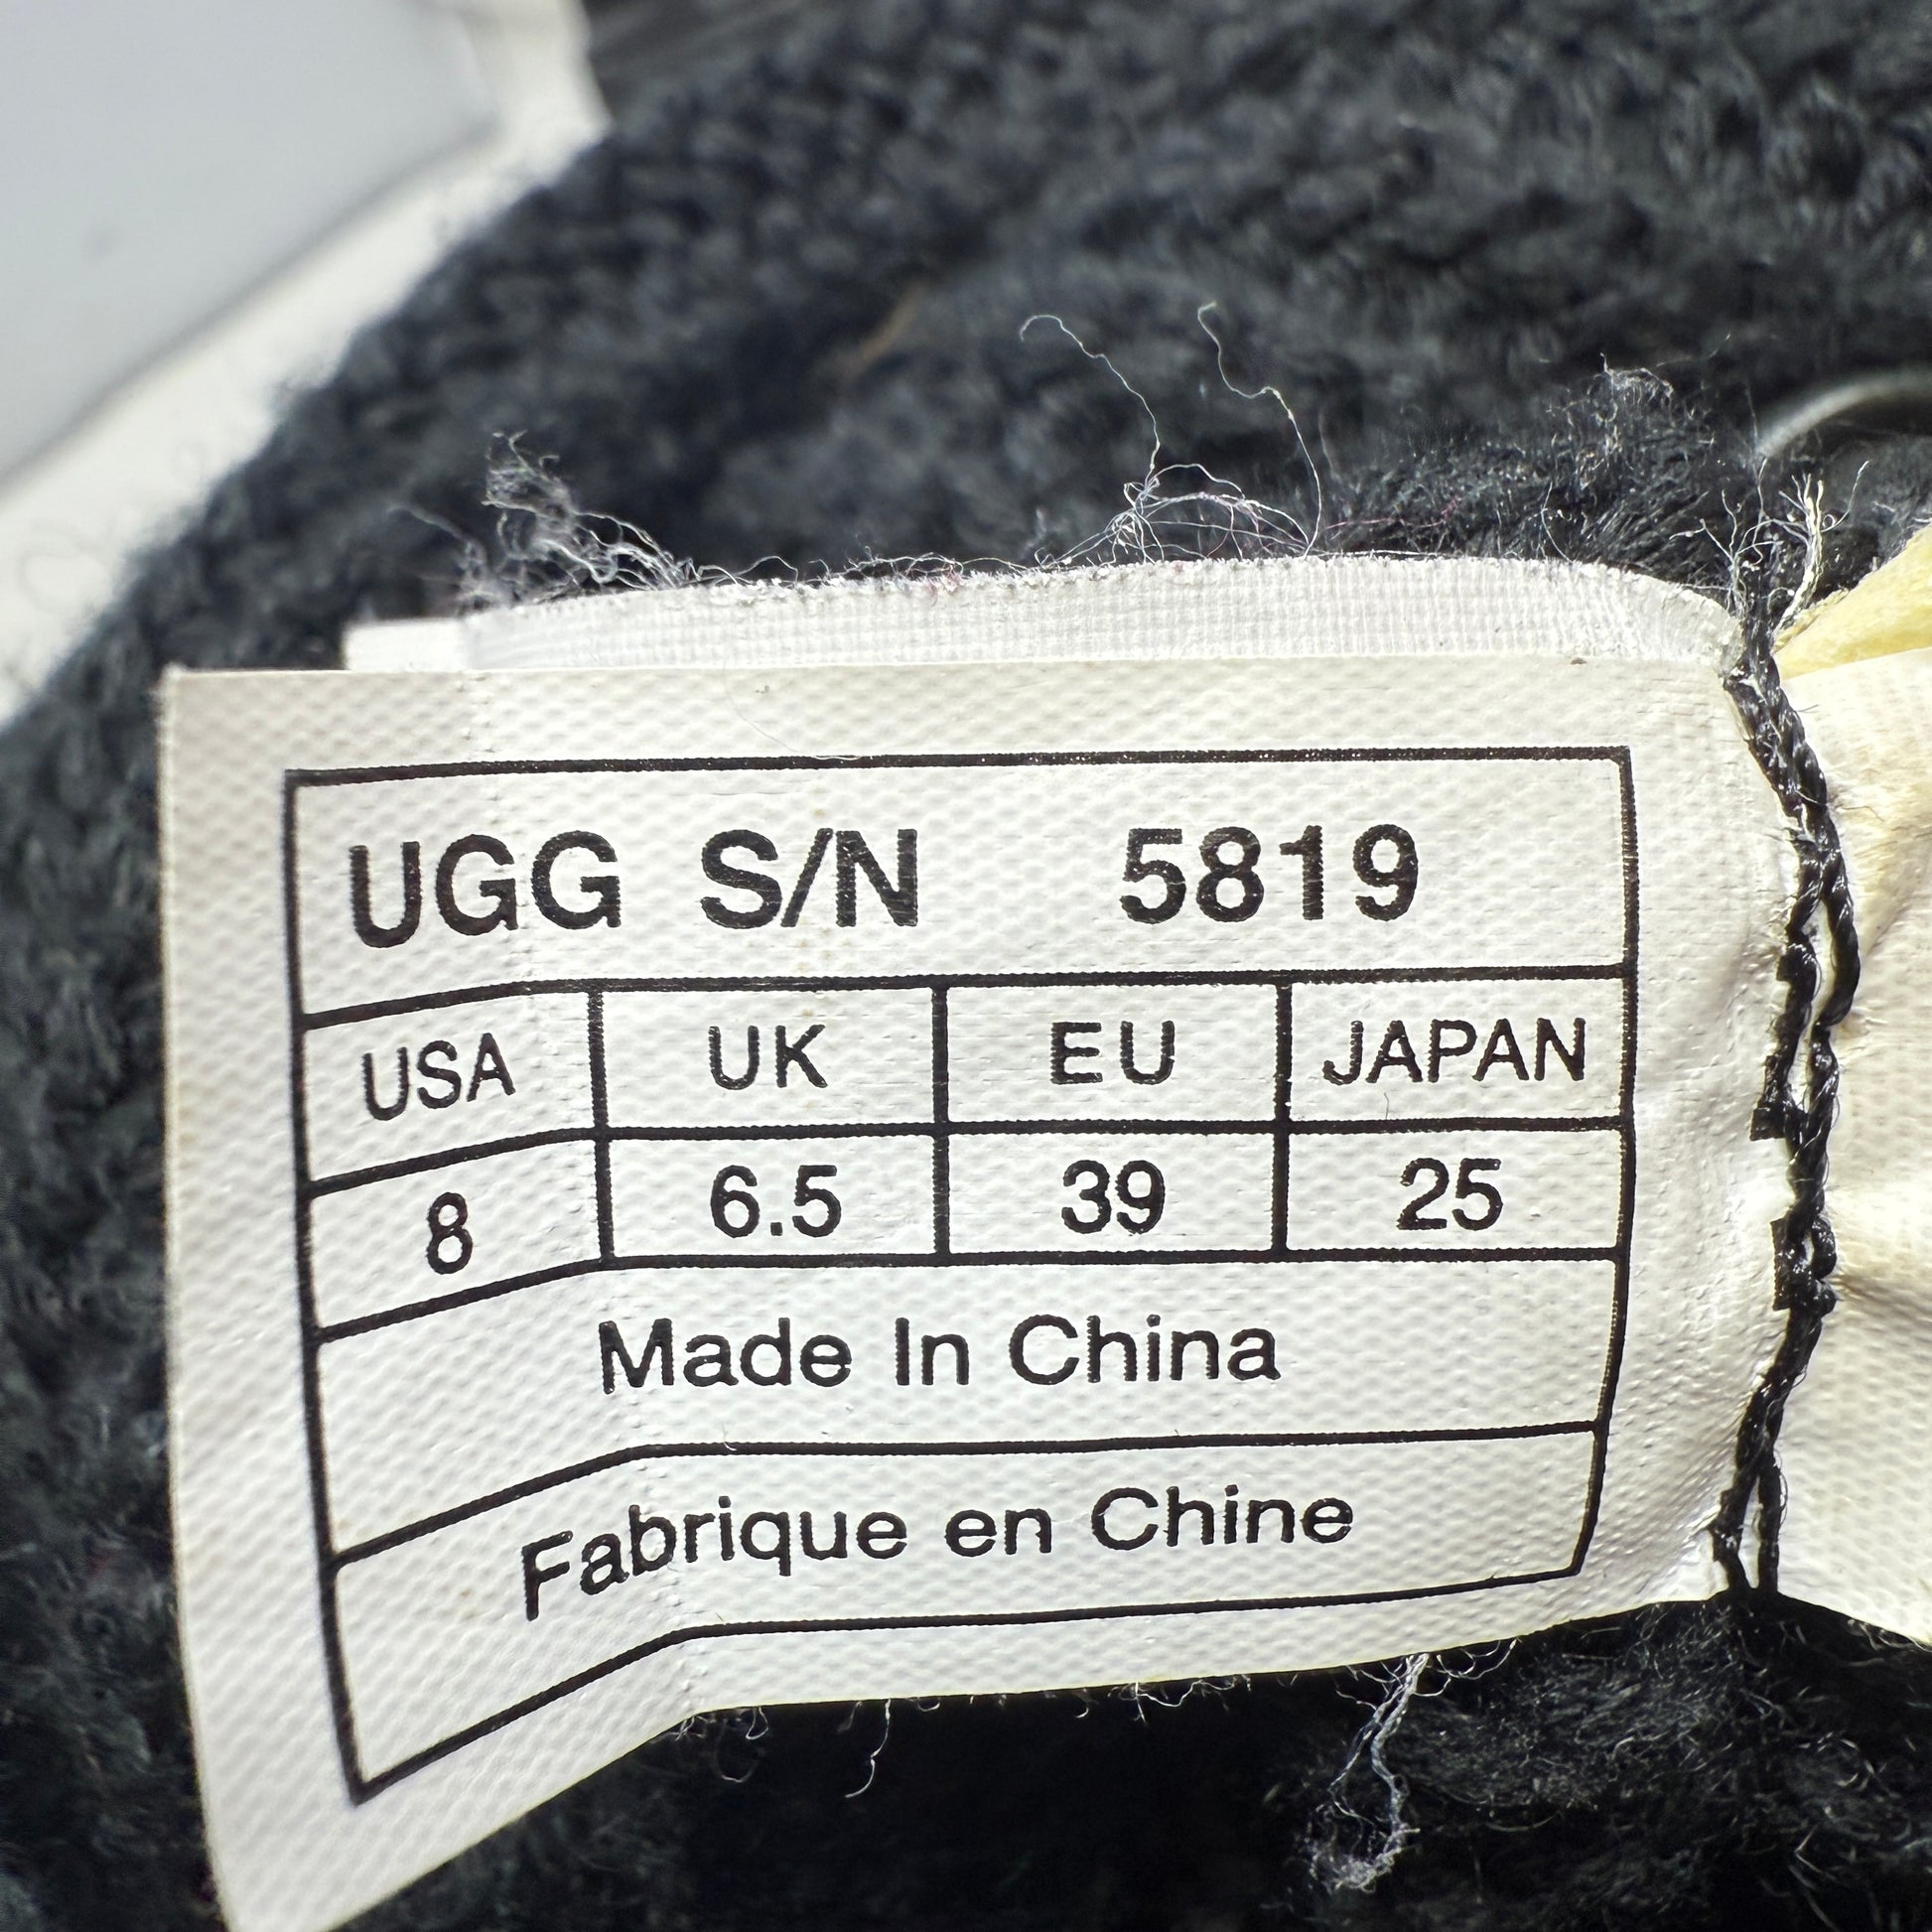 UGG S/N 5819
USA UK EU JAPAN
8 6.5 39 25
Made In China
Fabrique en Chine